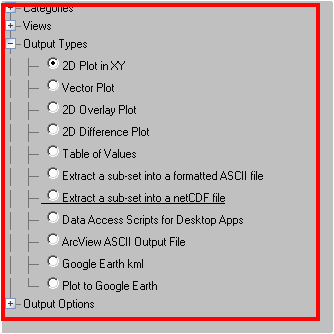 Categories
Views
Output Types
2D Plot in XY
Vector Plot
2D Overlay Plot
2D Difference Plot
Table of Values
Extract a sub-set into a formatted ASCII file
Extract a sub-set into a netCDF file
Data Access Scripts for Desktop Apps
ArcView ASCII Output File
Google Earth kml
Plot to Google Earth
Output Options